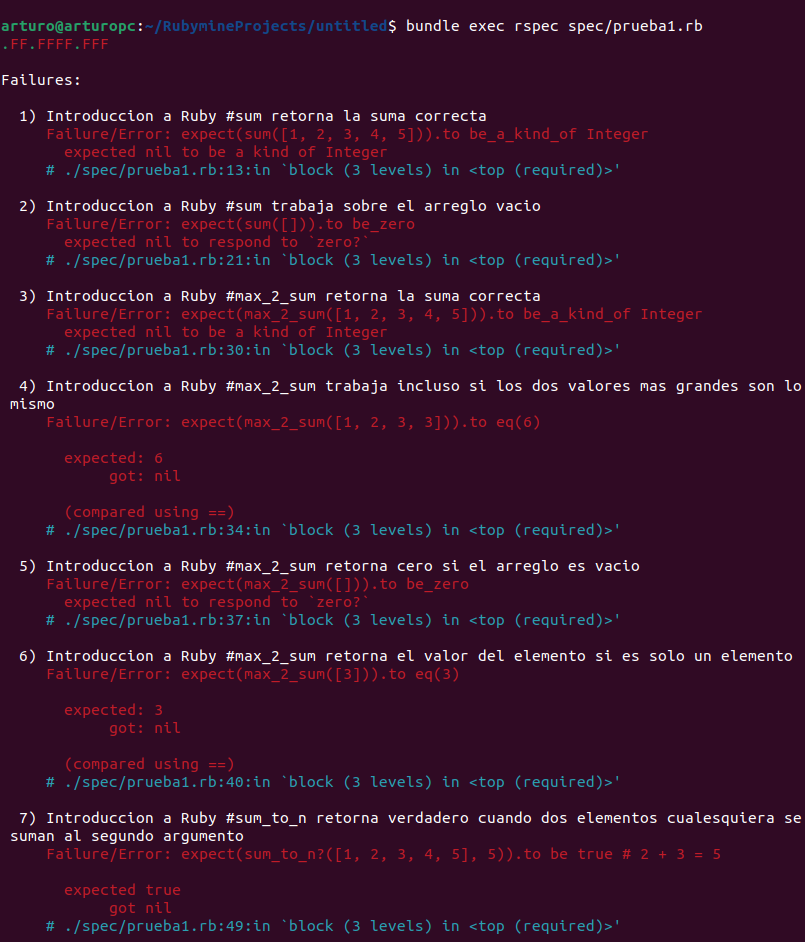 arturo@arturopc:~/RubymineProjects/untitled$ bundle exec rspec spec/prueba1.rb
.FF.FFFF.FFF
Failures:
1) Introduccion a Ruby #sum retorna la suma correcta
Failure/Error: expect(sum([1, 2, 3, 4, 5])).to be_a_kind_of Integer
expected nil to be a kind of Integer
# ./spec/prueba1.rb:13:in `block (3 levels) in <top (required)>'
2) Introduccion a Ruby #sum trabaja sobre el arreglo vacio
Failure/Error: expect(sum([])).to be_zero
expected nil to respond to `zero?`
# ./spec/prueba1.rb:21:in `block (3 levels) in <top (required)>'
3) Introduccion a Ruby #max_2_sum retorna la suma correcta
Failure/Error: expect(max_2_sum([1, 2, 3, 4, 5])).to be_a_kind_of Integer
expected nil to be a kind of Integer
# ./spec/prueba1.rb:30:in `block (3 levels) in <top (required)>'
4) Introduccion a Ruby #max_2_sum trabaja incluso si los dos valores mas grandes son lo
mismo
Failure/Error: expect(max_2_sum([1, 2, 3, 3])).to eq(6)
expected: 6
got: nil
(compared using ==)
# ./spec/prueba1.rb:34:in `block (3 levels) in <top (required)>'
5) Introduccion a Ruby #max_2_sum retorna cero si el arreglo es vacio
Failure/Error: expect(max_2_sum([])).to be_zero
expected nil to respond to `zero?`
# ./spec/prueba1.rb:37:in `block (3 levels) in <top (required)>'
6) Introduccion a Ruby #max_2_sum retorna el valor del elemento si es solo un elemento
Failure/Error: expect(max_2_sum([3])).to eq(3)
expected: 3
got: nil
(compared using ==)
# ./spec/prueba1.rb:40:in `block (3 levels) in <top (required)>'
7) Introduccion a Ruby #sum_to_n retorna verdadero cuando dos elementos cualesquiera se
suman al segundo argumento
Failure/Error: expect(sum_to_n?([1, 2, 3, 4, 5], 5)).to be true # 2 + 3 = 5
expected true
got nil
# ./spec/prueba1.rb:49:in `block (3 levels) in <top (required)>'